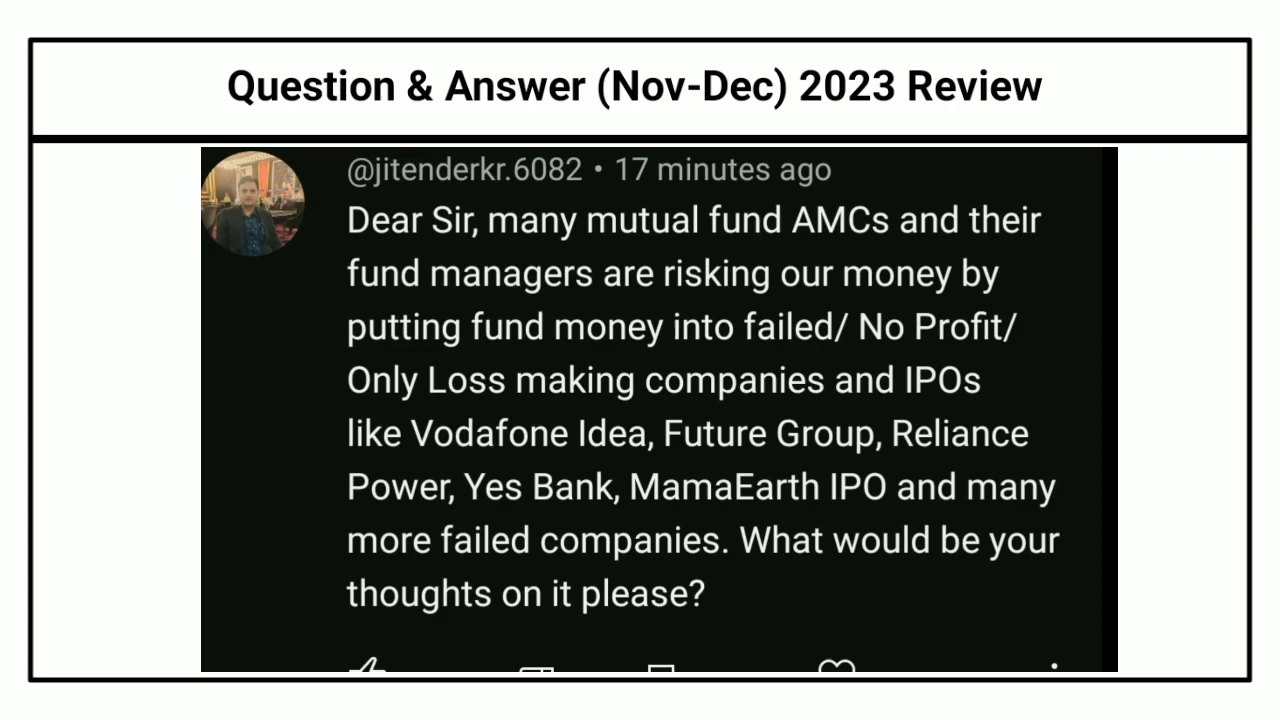 Question & Answer (Nov-Dec) 2023 Review
@jitenderkr.6082 • 17 minutes ago
Dear Sir, many mutual fund AMCs and their
fund managers are risking our money by
putting fund money into failed/ No Profit/
Only Loss making companies and IPOs
like Vodafone Idea, Future Group, Reliance
Power, Yes Bank, MamaEarth IPO and many
more failed companies. What would be your
thoughts on it please?